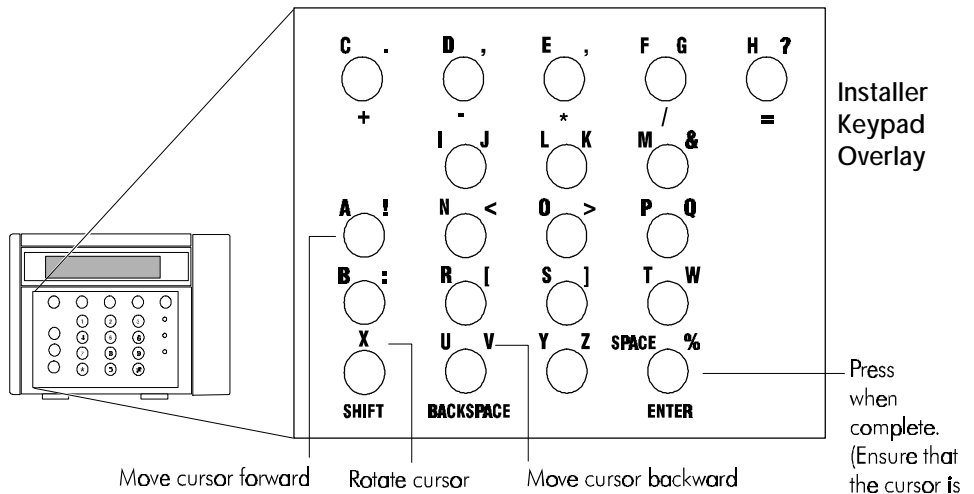 C . D , E , F G H ?
+ - * / =
Installer
Keypad
Overlay
I J L K M &
A ! N < O > P Q
B : R [ S ] T W
X U V Y Z SPACE %
SHIFT BACKSPACE ENTER
Press
when
complete.
(Ensure that
the cursor is
Move cursor forward Rotate cursor Move cursor backward